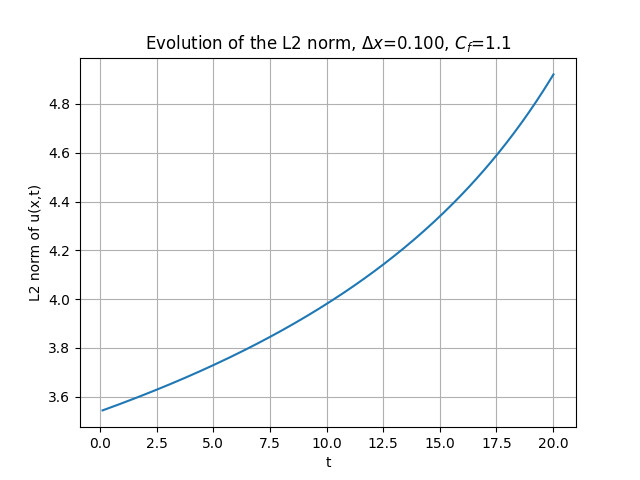 Evolution of the L2 norm, Δx=0.100, C_f=1.1
L2 norm of u(x,t)
4.8
4.6
4.4
4.2
4.0
3.8
3.6
0.0 2.5 5.0 7.5 10.0 12.5 15.0 17.5 20.0
t